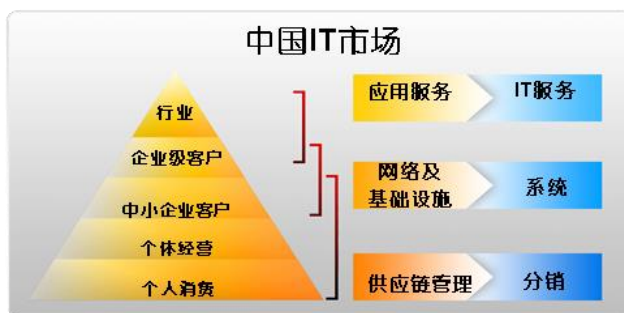 中国IT市场
行业
企业级客户
中小企业客户
个体经营
个人消费
应用服务
IT服务
网络及
基础设施
系统
供应链管理
分销